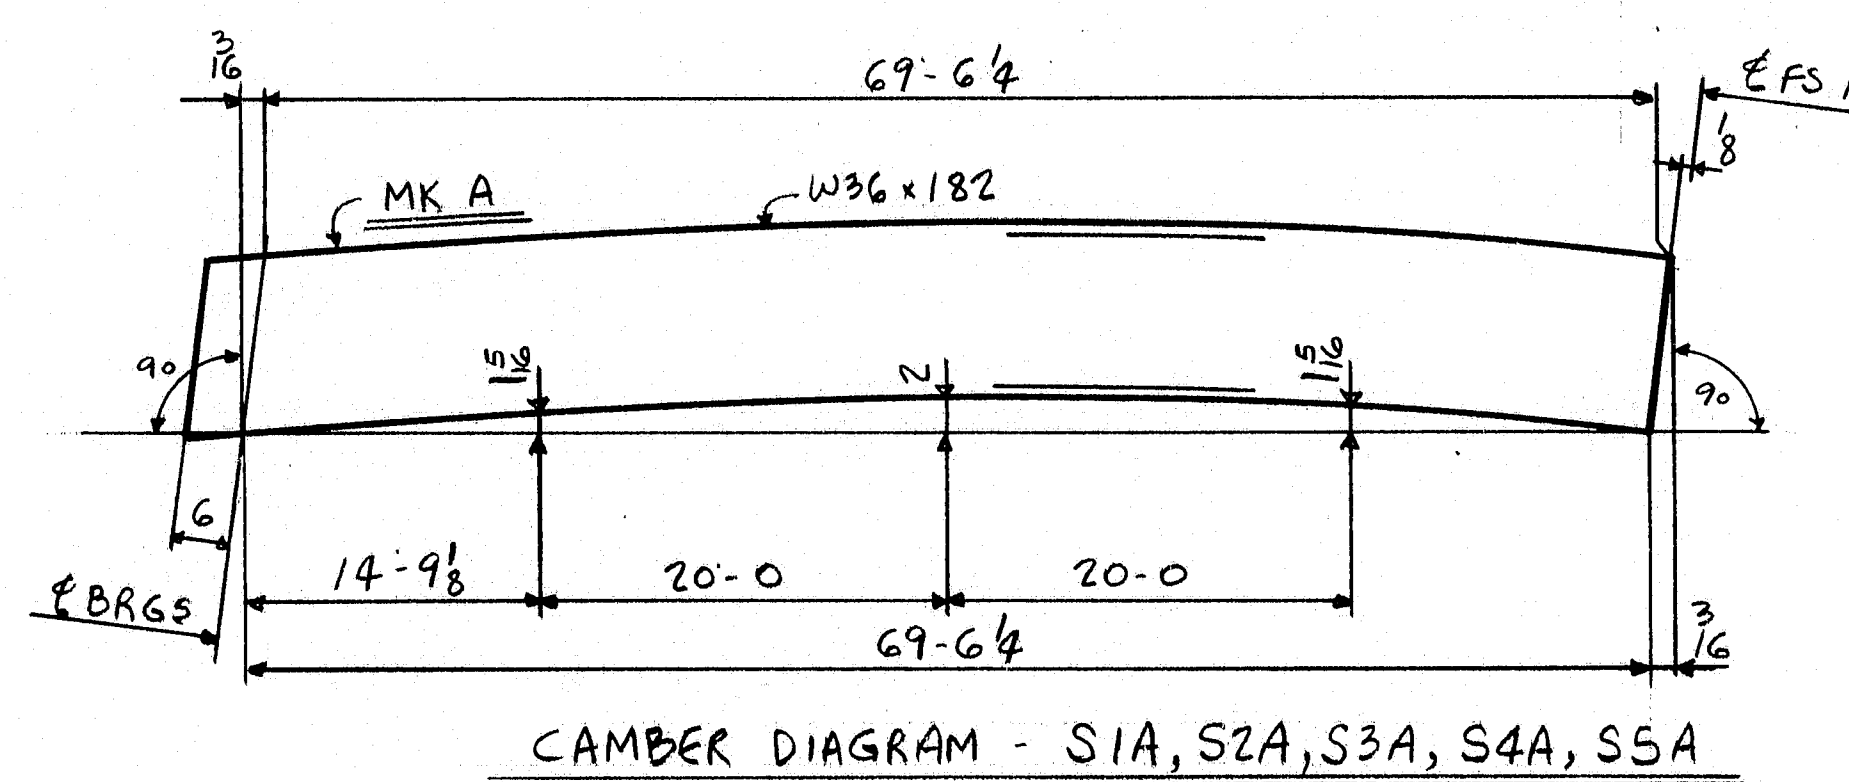 3/16
69'-6 1/4
℄ FS
1/8
MK A
W36 x 182
90
1 5/16
2
1 5/16
90
6
14'-9 1/8
20'-0
20-0
℄ BRGS
69-6 1/4
3/16
CAMBER DIAGRAM - S1A, S2A, S3A, S4A, S5A